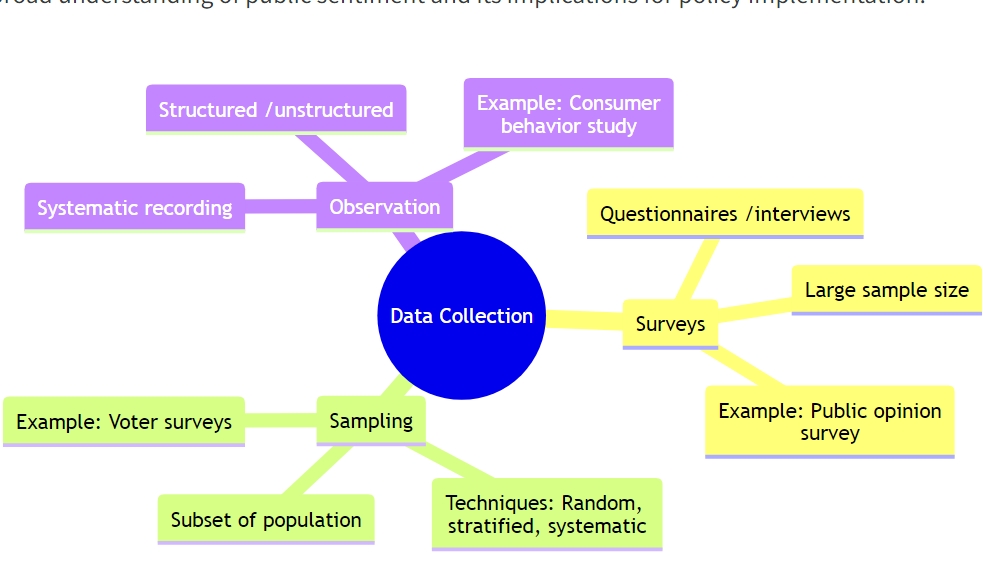 broad understanding of public sentiment and its implications for policy implementation.
Structured /unstructured
Example: Consumer
behavior study
Systematic recording
Observation
Questionnaires /interviews
Large sample size
Data Collection
Surveys
Example: Public opinion
survey
Example: Voter surveys
Sampling
Subset of population
Techniques: Random,
stratified, systematic